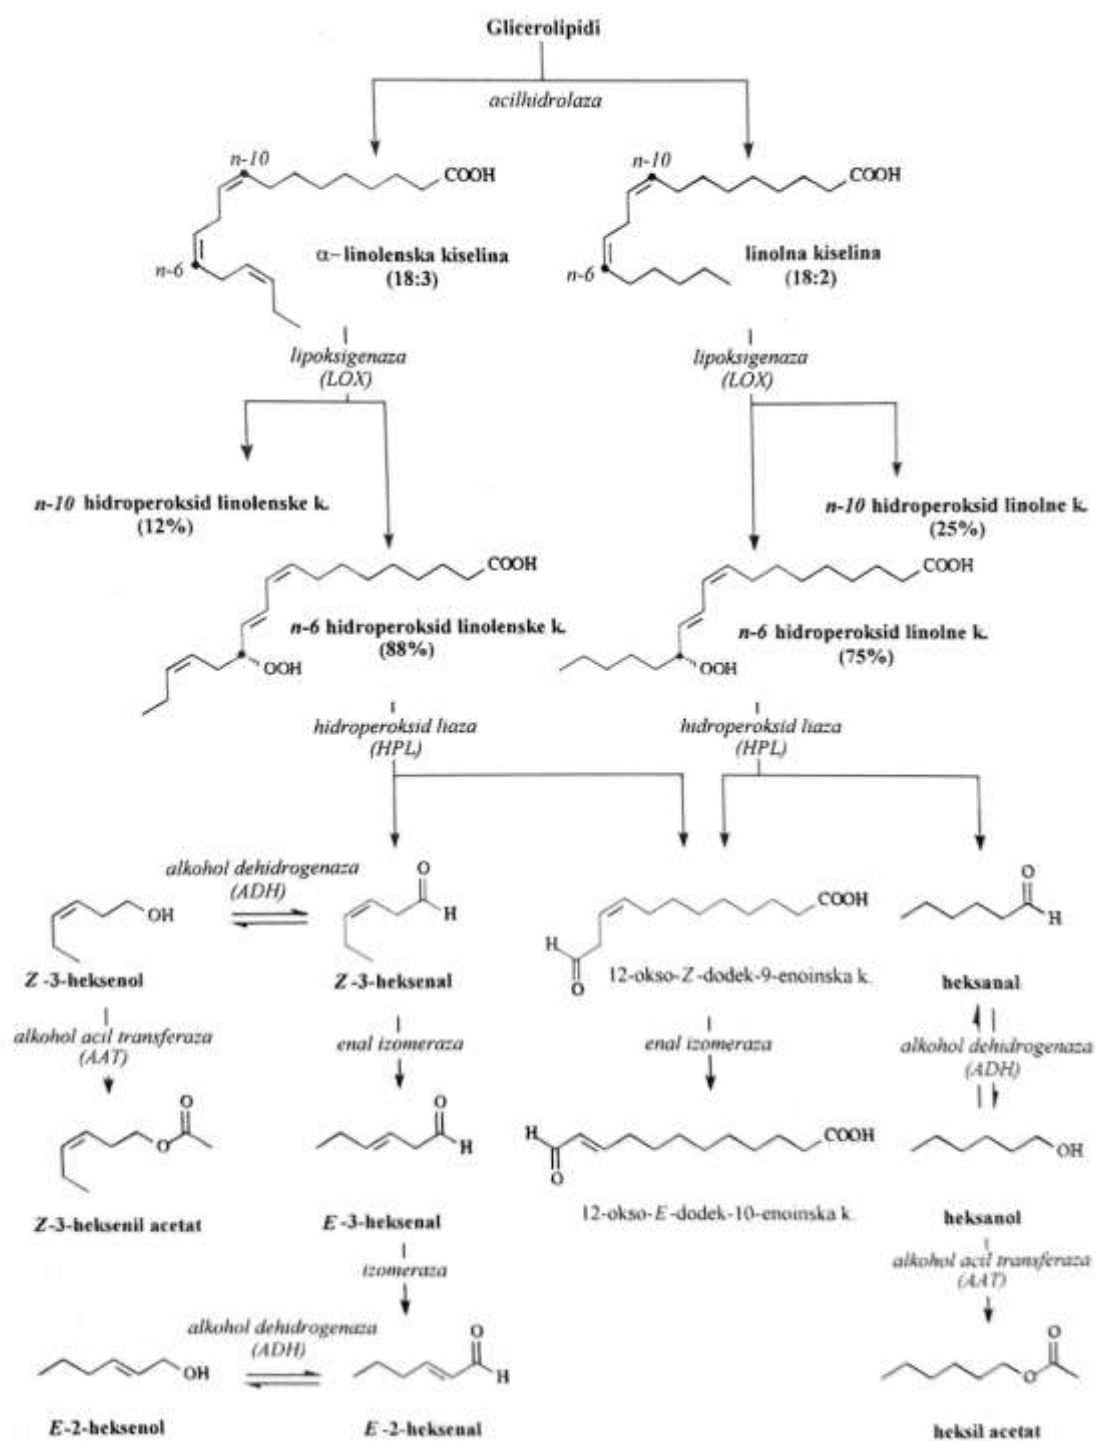 Glicerolipidi
acilhidrolaza
n-10
COOH
n-6
α-linolenska kiselina
(18:3)
n-10
COOH
n-6
linolna kiselina
(18:2)
lipoksigenaza
(LOX)
lipoksigenaza
(LOX)
n-10 hidroperoksid linolenske k.
(12%)
n-10 hidroperoksid linolne k.
(25%)
COOH
n-6 hidroperoksid linolenske k.
(88%)
OOH
COOH
n-6 hidroperoksid linolne k.
(75%)
OOH
hidroperoksid liaza
(HPL)
hidroperoksid liaza
(HPL)
alkohol dehidrogenaza
(ADH)
OH
Z-3-heksenol
O
H
Z-3-heksenal
COOH
H
O
12-okso-Z-dodek-9-enoinska k.
O
H
heksanal
alkohol acil transferaza
(AAT)
enal izomeraza
enal izomeraza
alkohol dehidrogenaza
(ADH)
O
O
Z-3-heksenil acetat
O
H
E-3-heksenal
H
O
COOH
12-okso-E-dodek-10-enoinska k.
OH
heksanol
izomeraza
alkohol acil transferaza
(AAT)
alkohol dehidrogenaza
(ADH)
OH
E-2-heksenol
O
H
E-2-heksenal
O
O
heksil acetat